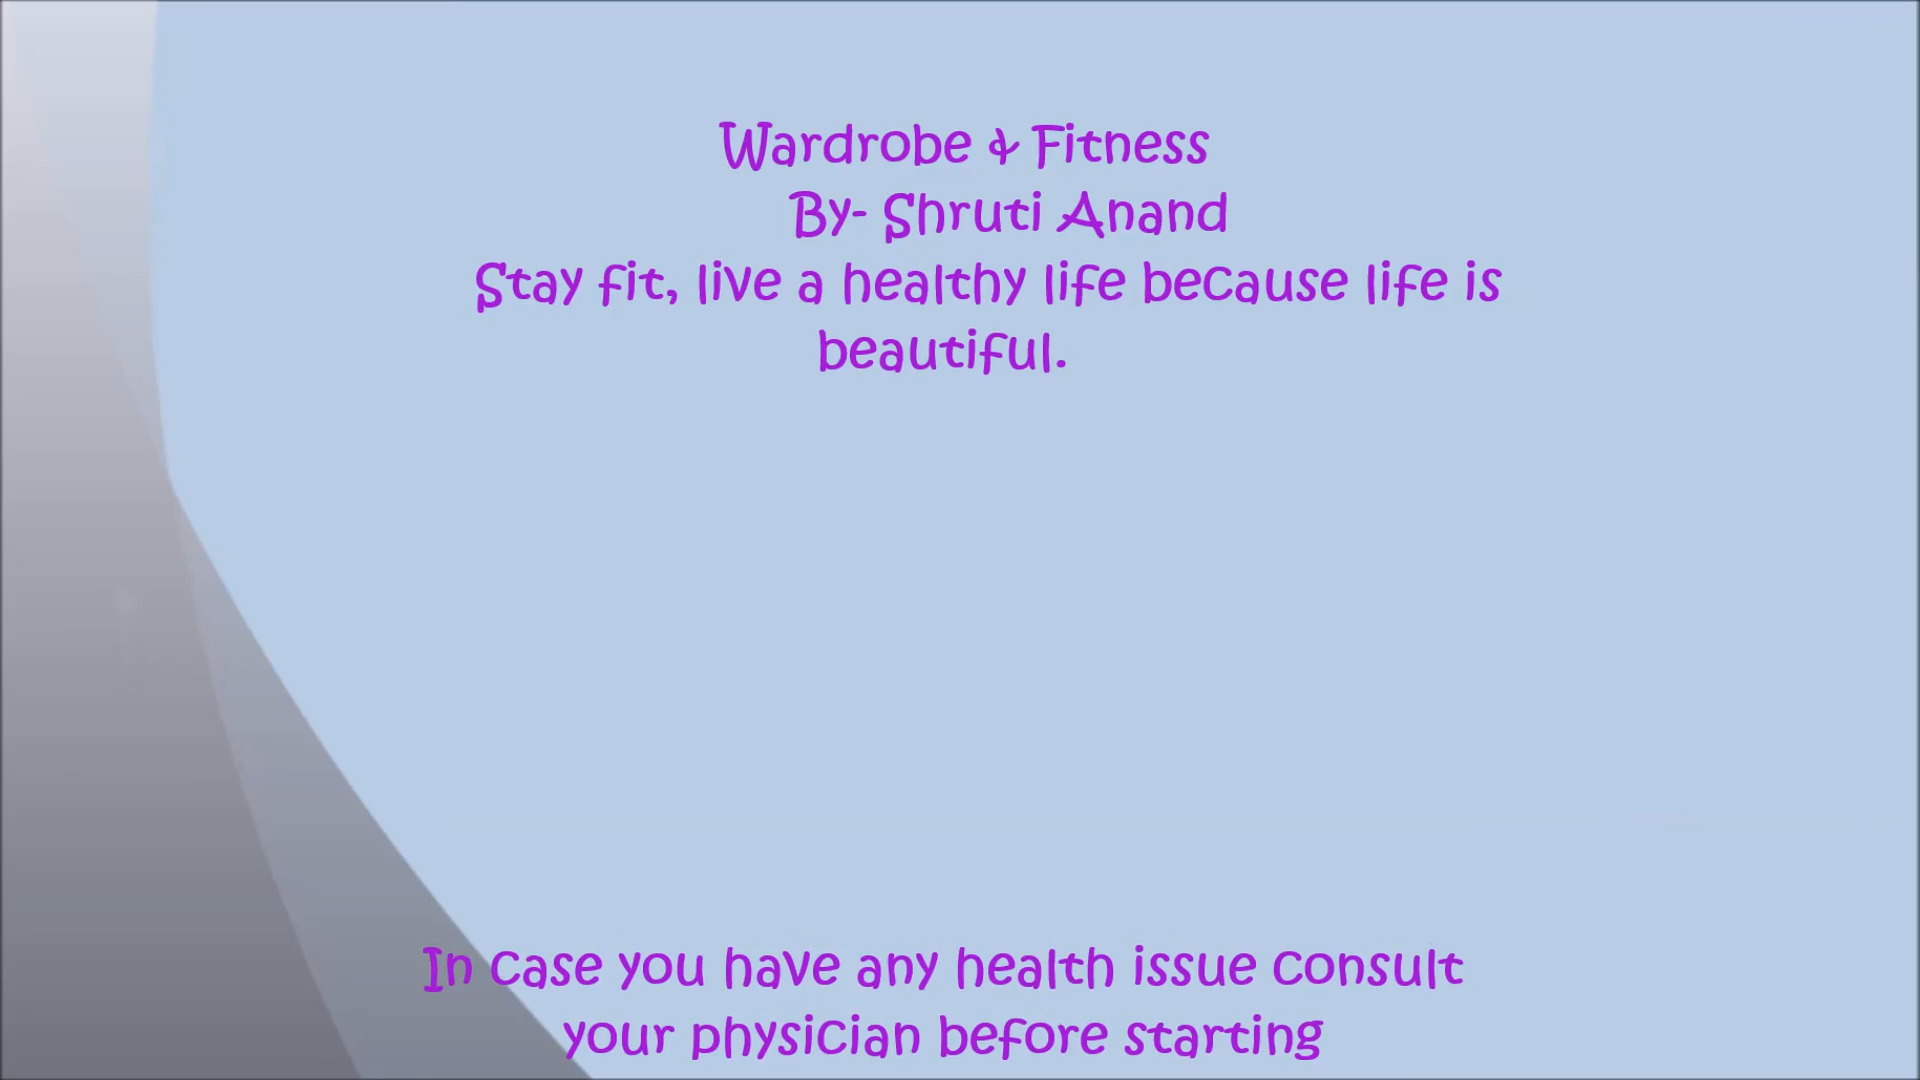 Wardrobe & Fitness
By- Shruti Anand
Stay fit, live a healthy life because life is
beautiful.
In case you have any health issue consult
your physician before starting